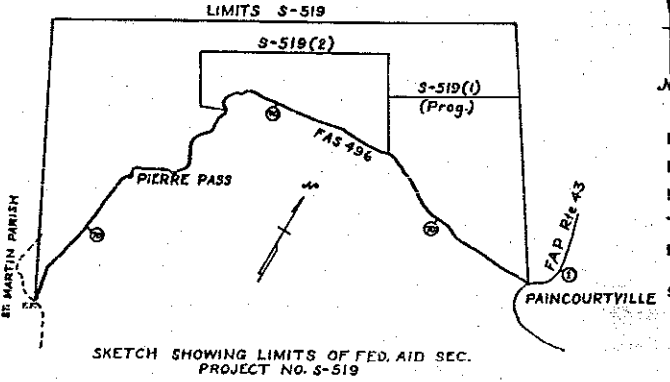 LIMITS S-519
S-519(2)
S-519(1)
(Prog.)
FAS 496
PIERRE PASS
ST. MARTIN PARISH
FAP Rte 43
PAINCOURTVILLE
SKETCH SHOWING LIMITS OF FED. AID SEC.
PROJECT NO. S-519